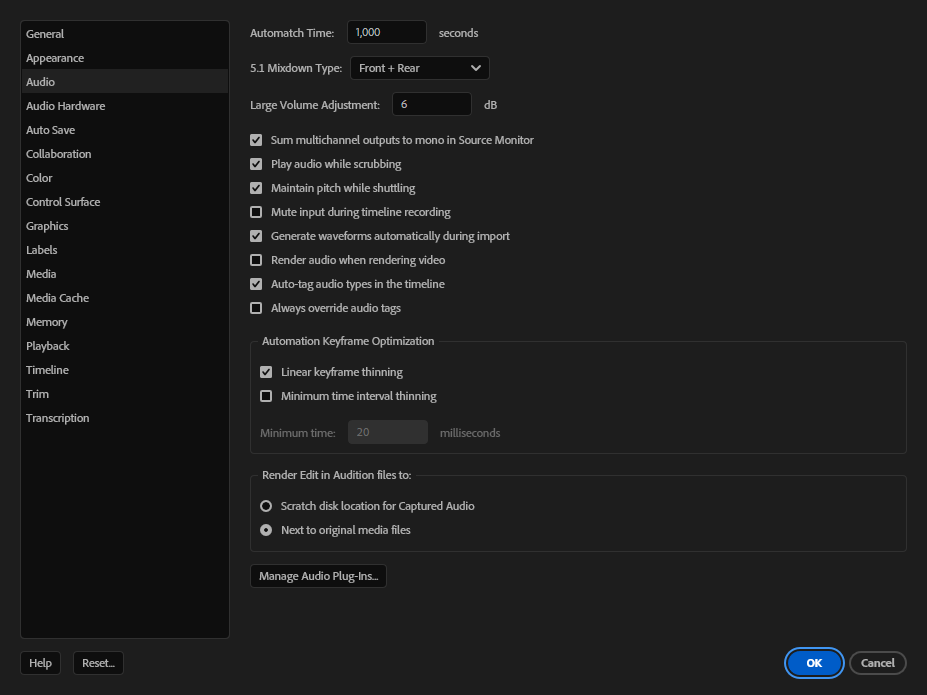 General
Appearance
Audio
Audio Hardware
Auto Save
Collaboration
Color
Control Surface
Graphics
Labels
Media
Media Cache
Memory
Playback
Timeline
Trim
Transcription
Automatch Time: 1,000 seconds
5.1 Mixdown Type: Front + Rear
Large Volume Adjustment: 6 dB
Sum multichannel outputs to mono in Source Monitor
Play audio while scrubbing
Maintain pitch while shuttling
Mute input during timeline recording
Generate waveforms automatically during import
Render audio when rendering video
Auto-tag audio types in the timeline
Always override audio tags
Automation Keyframe Optimization
Linear keyframe thinning
Minimum time interval thinning
Minimum time: 20 milliseconds
Render Edit in Audition files to:
Scratch disk location for Captured Audio
Next to original media files
Manage Audio Plug-Ins...
Help Reset... OK Cancel